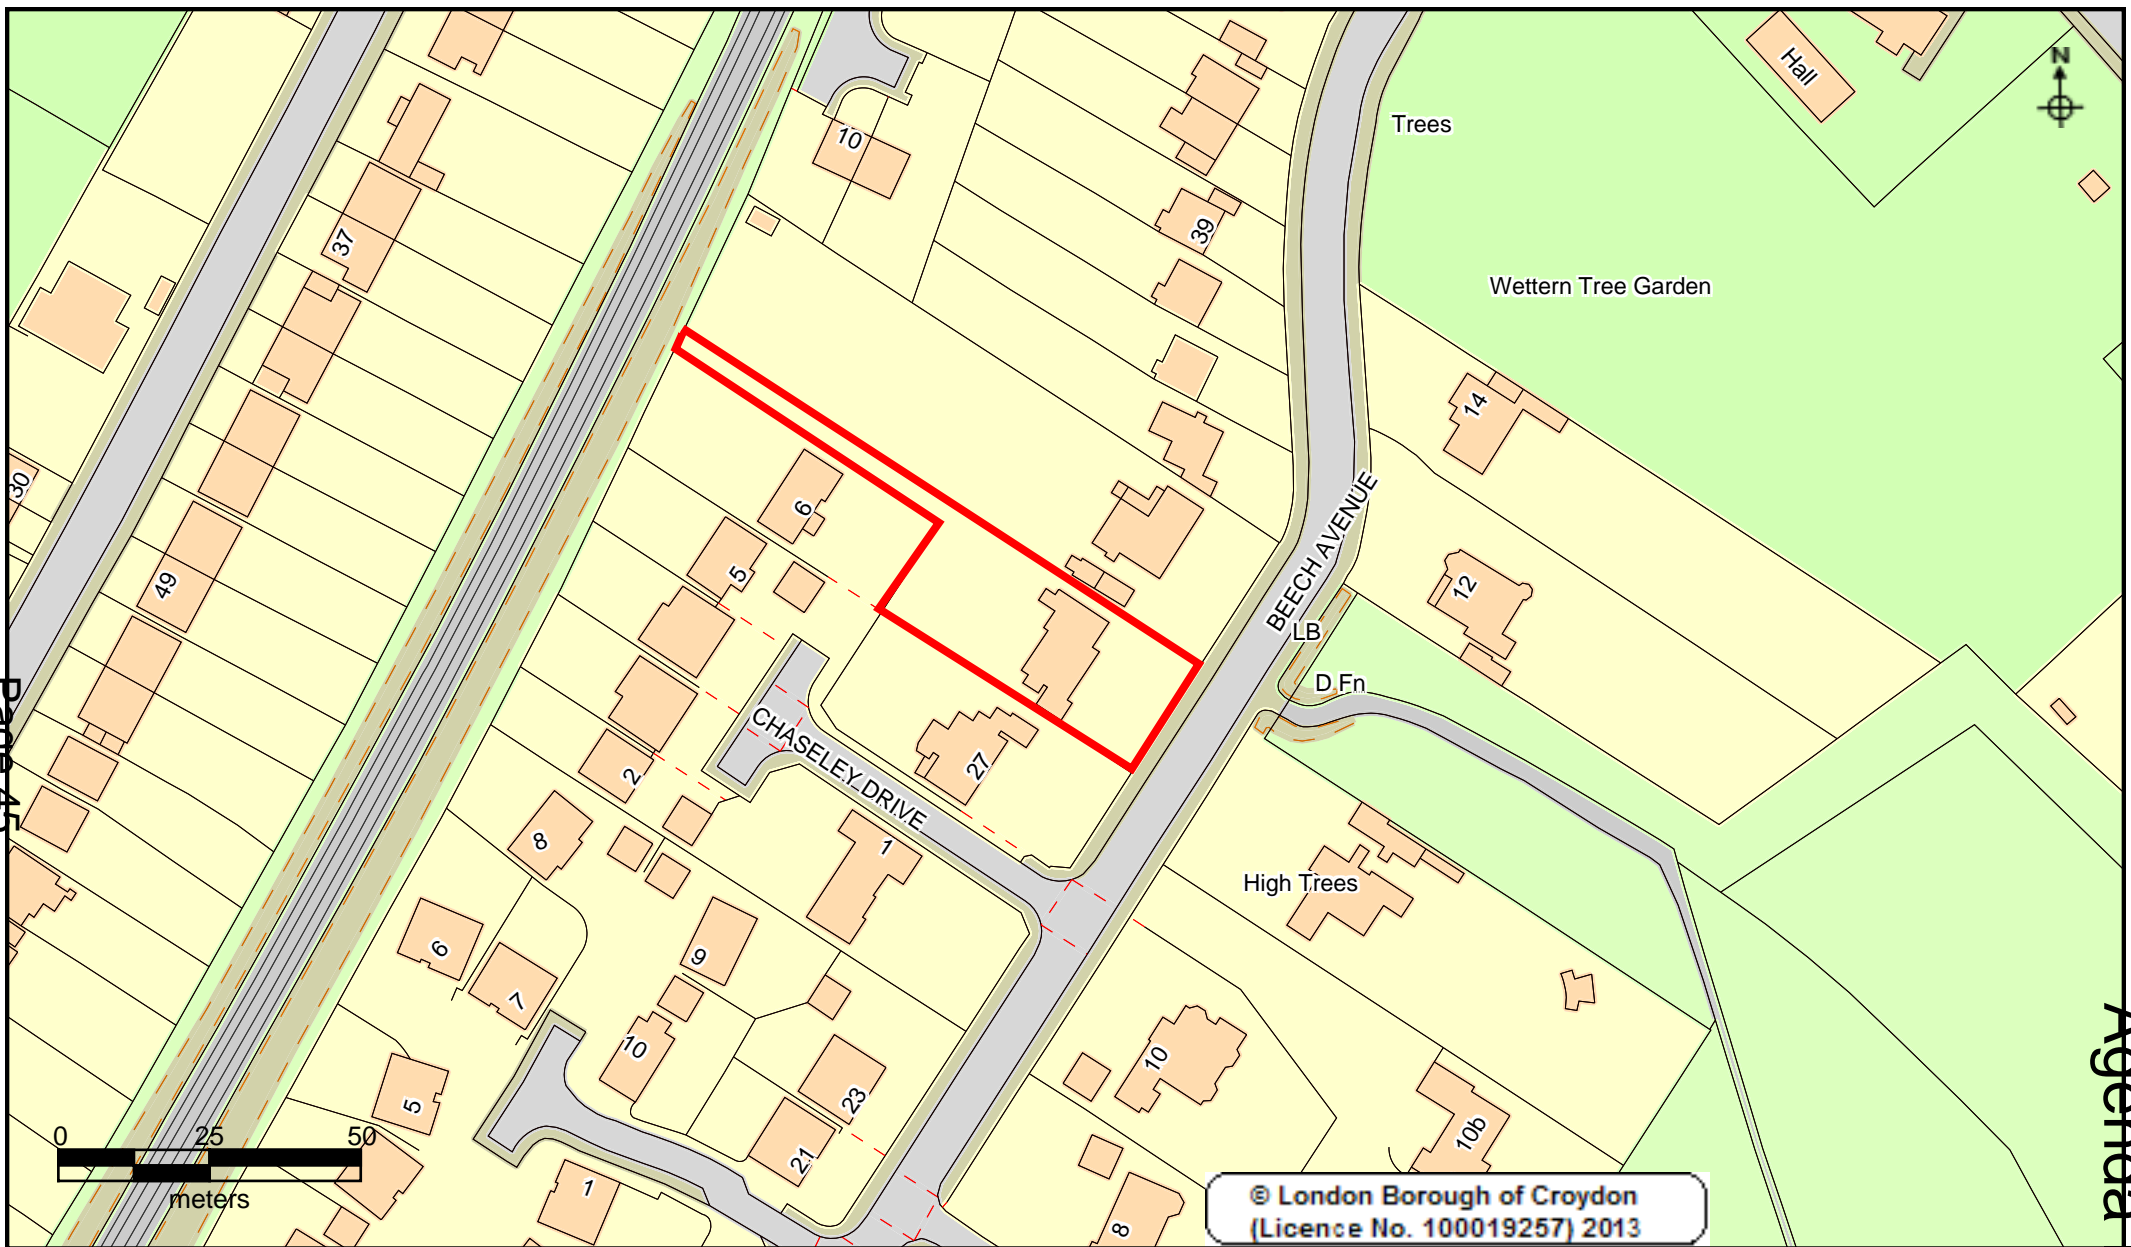 Hall
N
Trees
10
37
39
Wettern Tree Garden
14
30
6
5
49
BEECH AVENUE
12
LB
D Fn
CHASELEY DRIVE
27
2
8
1
High Trees
6
9
7
10
10
5
23
10b
21
1
8
0 25 50
meters
Page 45
Agenda
© London Borough of Croydon
(Licence No. 100019257) 2013